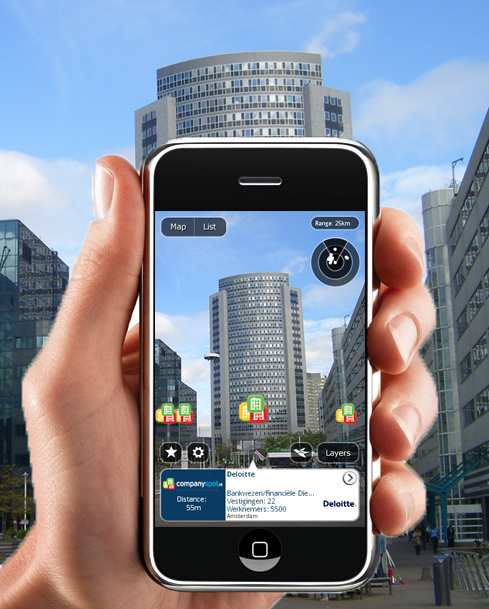 Map List
Range: 25km
Layers
companyspot.nl
Distance:
55m
Deloitte
Bankwezen/Financiële Die...
Vestigingen: 22
Werknemers: 5500
Amsterdam
Deloitte.